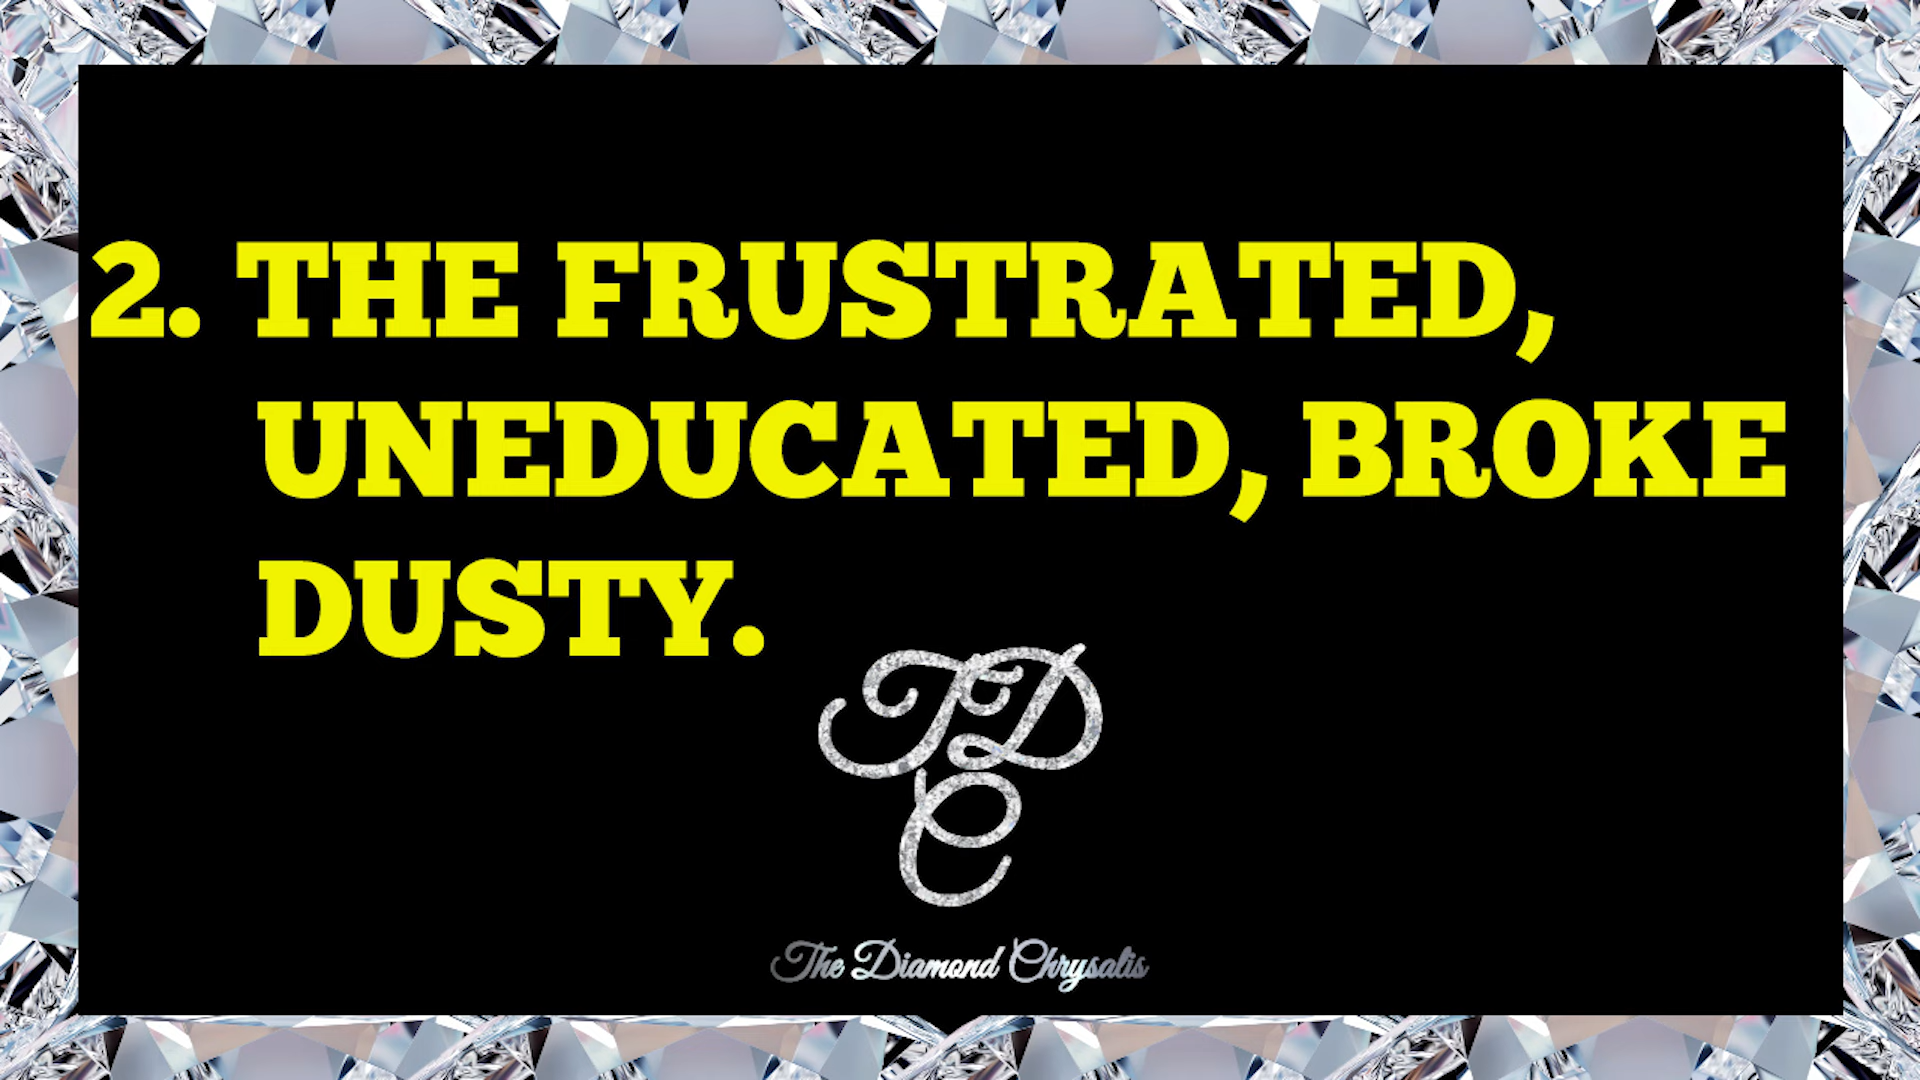 2. THE FRUSTRATED,
UNEDUCATED, BROKE
DUSTY.
TDC
The Diamond Chrysalis